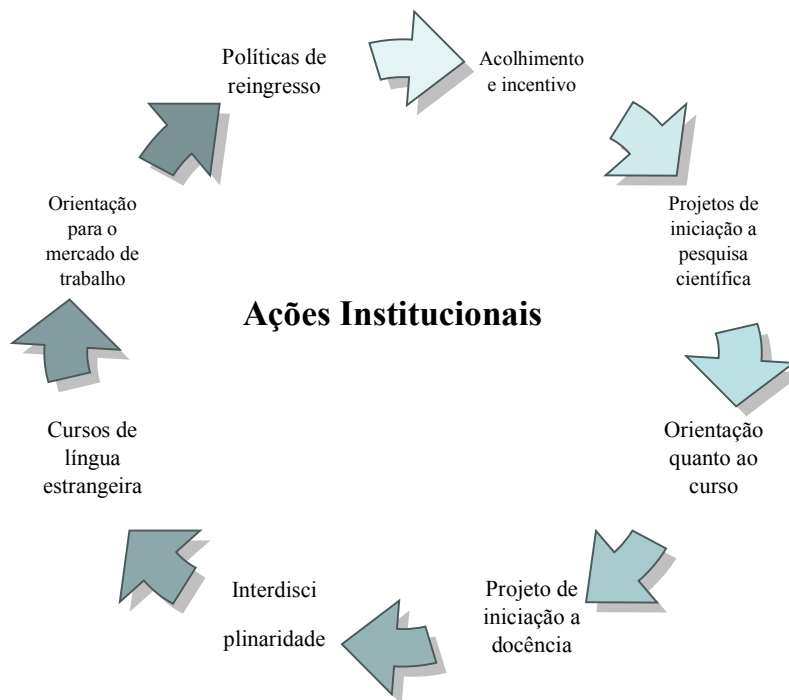 Políticas de
reingresso
Acolhimento
e incentivo
Projetos de
iniciação a
pesquisa
científica
Orientação
quanto ao
curso
Projeto de
iniciação a
docência
Interdisci
plinaridade
Cursos de
língua
estrangeira
Orientação
para o
mercado de
trabalho
Ações Institucionais